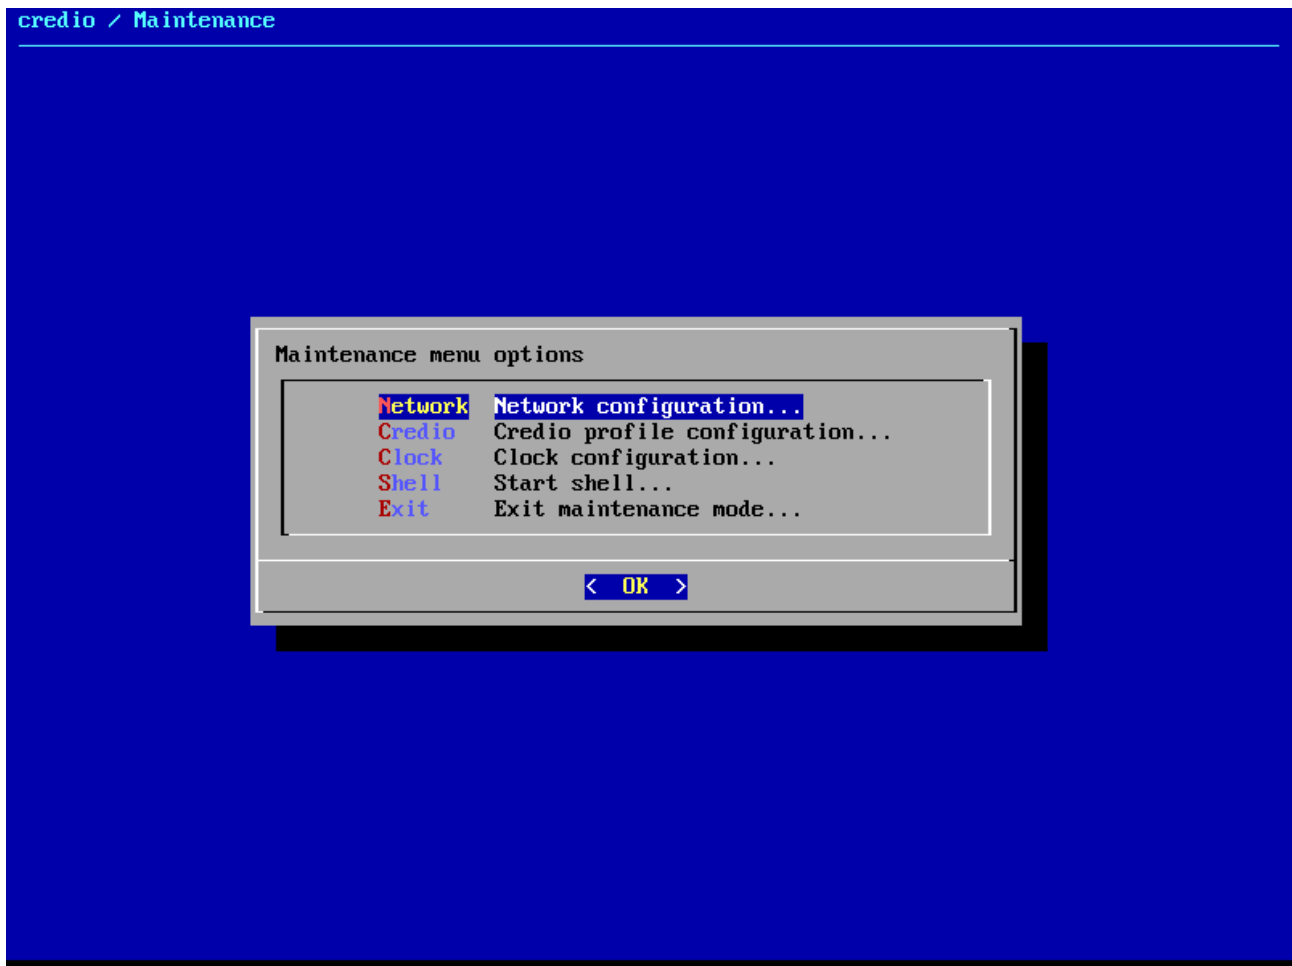 credio / Maintenance
Maintenance menu options
Network Network configuration...
Credio Credio profile configuration...
Clock Clock configuration...
Shell Start shell...
Exit Exit maintenance mode...
< OK >